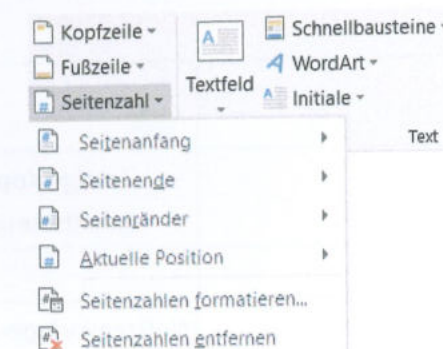 Kopfzeile
Fußzeile
Seitenzahl
Textfeld
Schnellbausteine
WordArt
Initiale
Text
Seitenanfang
Seitenende
Seitenränder
Aktuelle Position
Seitenzahlen formatieren...
Seitenzahlen entfernen